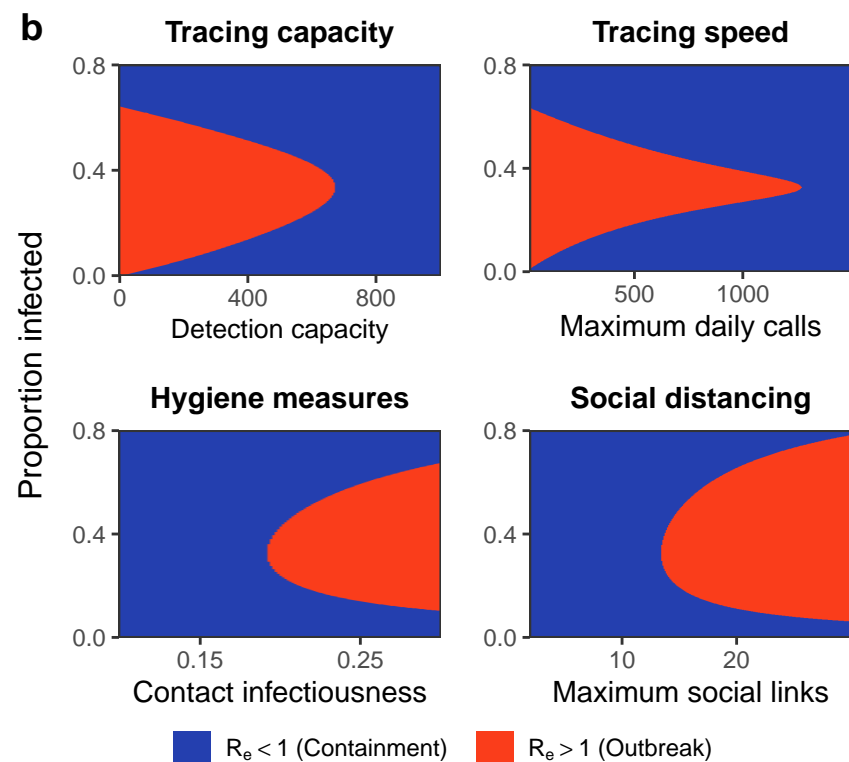 b
Tracing capacity
Tracing speed
0.8
0.4
0.0
0 400 800
Detection capacity
0.8
0.4
0.0
500 1000
Maximum daily calls
Proportion infected
Hygiene measures
Social distancing
0.8
0.4
0.0
0.15 0.25
Contact infectiousness
0.8
0.4
0.0
10 20
Maximum social links
Re < 1 (Containment)
Re > 1 (Outbreak)